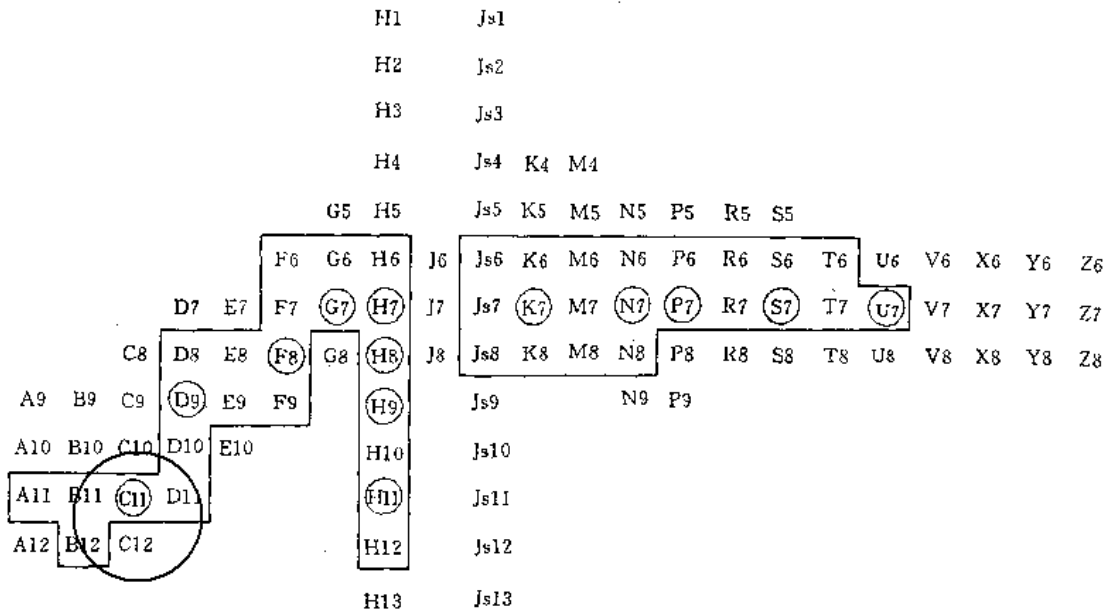 H1 Js1
H2 Js2
H3 Js3
H4 Js4 K4 M4
G5 H5 Js5 K5 M5 N5 P5 R5 S5
F6 G6 H6 J6 Js6 K6 M6 N6 P6 R6 S6 T6 U6 V6 X6 Y6 Z6
D7 E7 F7 G7 H7 J7 Js7 K7 M7 N7 P7 R7 S7 T7 U7 V7 X7 Y7 Z7
C8 D8 E8 F8 G8 H8 J8 Js8 K8 M8 N8 P8 R8 S8 T8 U8 V8 X8 Y8 Z8
A9 B9 C9 D9 E9 F9 H9 Js9 N9 P9
A10 B10 C10 D10 E10 H10 Js10
A11 B11 C11 D11 H11 Js11
A12 B12 C12 H12 Js12
H13 Js13